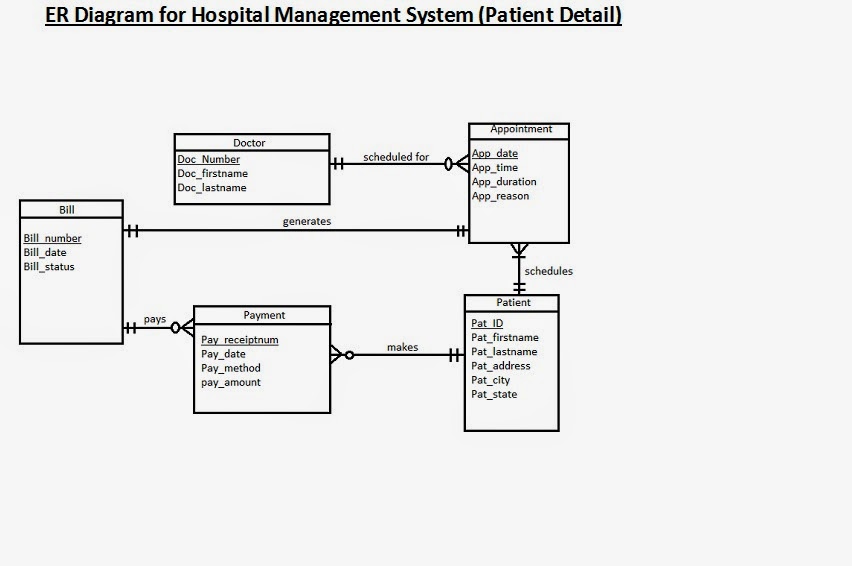 ER Diagram for Hospital Management System (Patient Detail)
Doctor
Doc_Number
Doc_firstname
Doc_lastname
scheduled for
Appointment
App_date
App_time
App_duration
App_reason
Bill
Bill_number
Bill_date
Bill_status
generates
schedules
pays
Payment
Pay_receiptnum
Pay_date
Pay_method
pay_amount
makes
Patient
Pat_ID
Pat_firstname
Pat_lastname
Pat_address
Pat_city
Pat_state